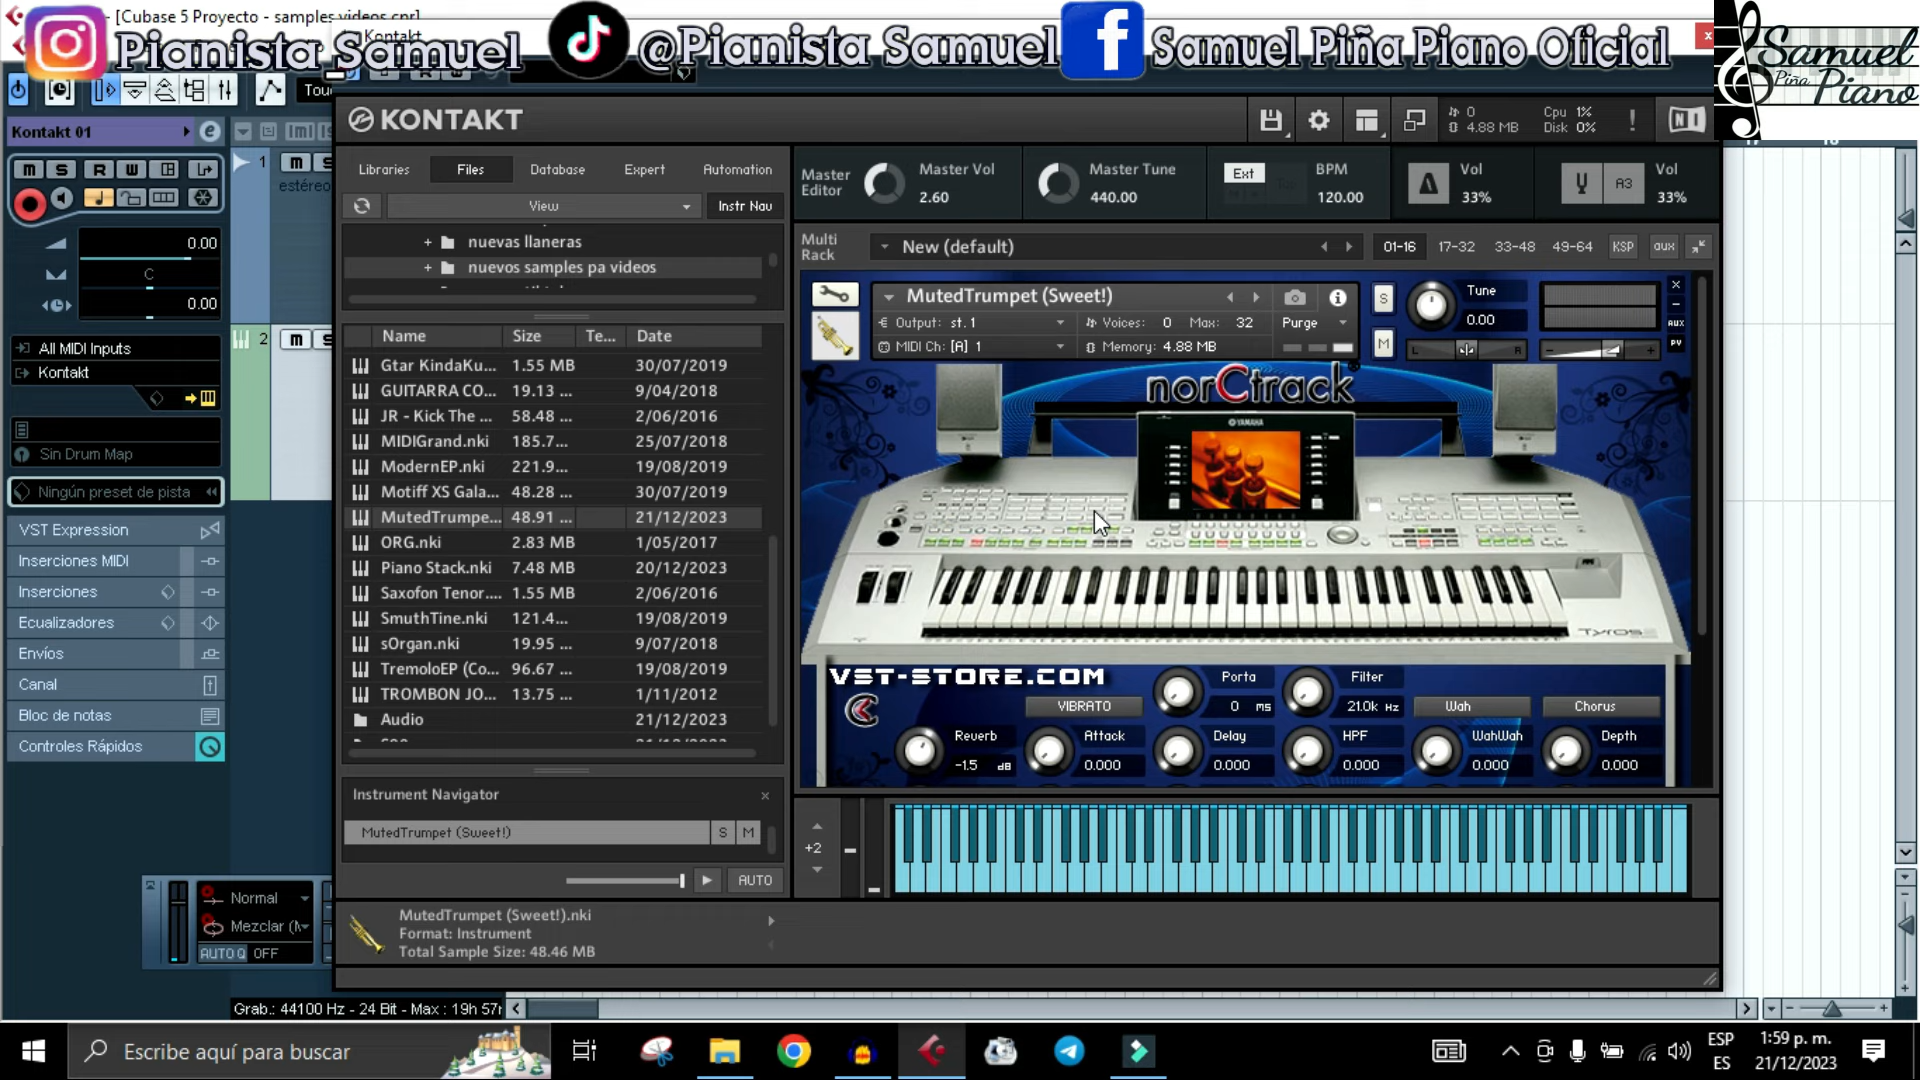 - [Cubase 5 Proyecto - samples videos.cpr]
Pianista Samuel
@Pianista Samuel
Samuel Piña Piano Oficial
Samuel
Piña
Piano
Kontakt
Kontakt 01
M S R W
0.00
C
0.00
All MIDI Inputs
Kontakt
Sin Drum Map
Ningún preset de pista
VST Expression
Inserciones MIDI
Inserciones
Ecualizadores
Envíos
Canal
Bloc de notas
Controles Rápidos
1
2
Normal
AUTO Q OFF
KONTAKT
0
4.88 MB
Cpu 1%
Disk 0%
Libraries Files Database Expert Automation
View
Instr Nav
nuevas llaneras
nuevos samples pa videos
Name Size Te... Date
Gtar KindaKu... 1.55 MB 30/07/2019
GUITARRA CO... 19.13 ... 9/04/2018
JR - Kick The ... 58.48 ... 2/06/2016
MIDIGrand.nki 185.7... 25/07/2018
ModernEP.nki 221.9... 19/08/2019
Motiff XS Gala... 48.28 ... 30/07/2019
MutedTrumpe... 48.91 ... 21/12/2023
ORG.nki 2.83 MB 1/05/2017
Piano Stack.nki 7.48 MB 20/12/2023
Saxofon Tenor.... 1.55 MB 2/06/2016
SmuthTine.nki 121.4... 19/08/2019
sOrgan.nki 19.95 ... 9/07/2018
TremoloEP (Co... 96.67 ... 19/08/2019
TROMBON JO... 13.75 ... 1/11/2012
Audio 21/12/2023
Instrument Navigator
MutedTrumpet (Sweet!) S M
AUTO
MutedTrumpet (Sweet!).nki
Format: Instrument
Total Sample Size: 48.46 MB
Master Editor
Master Vol
2.60
Master Tune
440.00
Ext
BPM
120.00
Vol
33%
A3
Vol
33%
Multi Rack
New (default)
01-16 17-32 33-48 49-64 KSP aux
MutedTrumpet (Sweet!)
Output: st. 1 Voices: 0 Max: 32 Purge
MIDI Ch: [A] 1 Memory: 4.88 MB
S
M
Tune
0.00
L R
AUX
PV
norCtrack
YAMAHA
TYROS
VST-STORE.COM
VIBRATO
Porta
0 ms
Filter
21.0k Hz
Wah
Chorus
Reverb
-1.5 dB
Attack
0.000
Delay
0.000
HPF
0.000
WahWah
0.000
Depth
0.000
+2
Grab.: 44100 Hz - 24 Bit - Max : 19h 57
Escribe aquí para buscar
ESP
ES
1:59 p. m.
21/12/2023